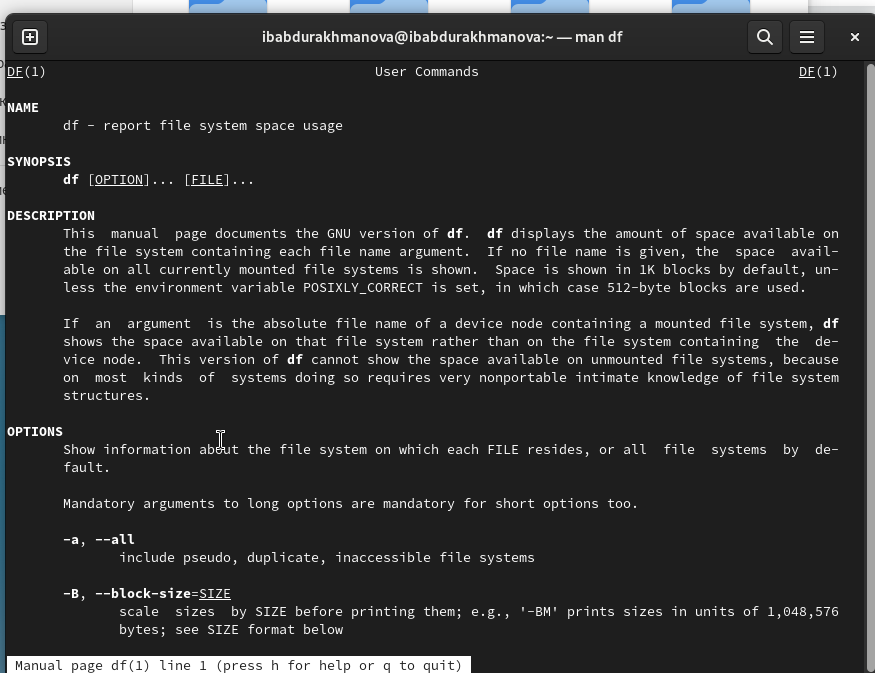 ibabdurakhmanova@ibabdurakhmanova:~ — man df
DF(1) User Commands DF(1)
NAME
df - report file system space usage
SYNOPSIS
df [OPTION]... [FILE]...
DESCRIPTION
This manual page documents the GNU version of df. df displays the amount of space available on
the file system containing each file name argument. If no file name is given, the space avail-
able on all currently mounted file systems is shown. Space is shown in 1K blocks by default, un-
less the environment variable POSIXLY_CORRECT is set, in which case 512-byte blocks are used.
If an argument is the absolute file name of a device node containing a mounted file system, df
shows the space available on that file system rather than on the file system containing the de-
vice node. This version of df cannot show the space available on unmounted file systems, because
on most kinds of systems doing so requires very nonportable intimate knowledge of file system
structures.
OPTIONS
Show information about the file system on which each FILE resides, or all file systems by de-
fault.
Mandatory arguments to long options are mandatory for short options too.
-a, --all
include pseudo, duplicate, inaccessible file systems
-B, --block-size=SIZE
scale sizes by SIZE before printing them; e.g., '-BM' prints sizes in units of 1,048,576
bytes; see SIZE format below
Manual page df(1) line 1 (press h for help or q to quit)